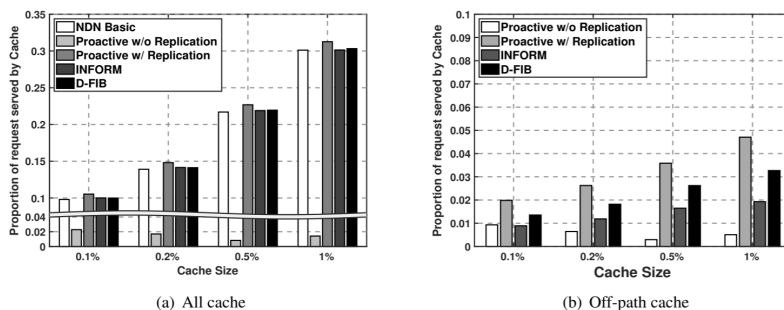 0.35
0.3
0.25
0.2
0.15
0.1
0.04
0.02
0
Proportion of request served by Cache
NDN Basic
Proactive w/o Replication
Proactive w/ Replication
INFORM
D-FIB
0.1% 0.2% 0.5% 1%
Cache Size
(a) All cache
0.1
0.09
0.08
0.07
0.06
0.05
0.04
0.03
0.02
0.01
0
Proportion of request served by Cache
Proactive w/o Replication
Proactive w/ Replication
INFORM
D-FIB
0.1% 0.2% 0.5% 1%
Cache Size
(b) Off-path cache